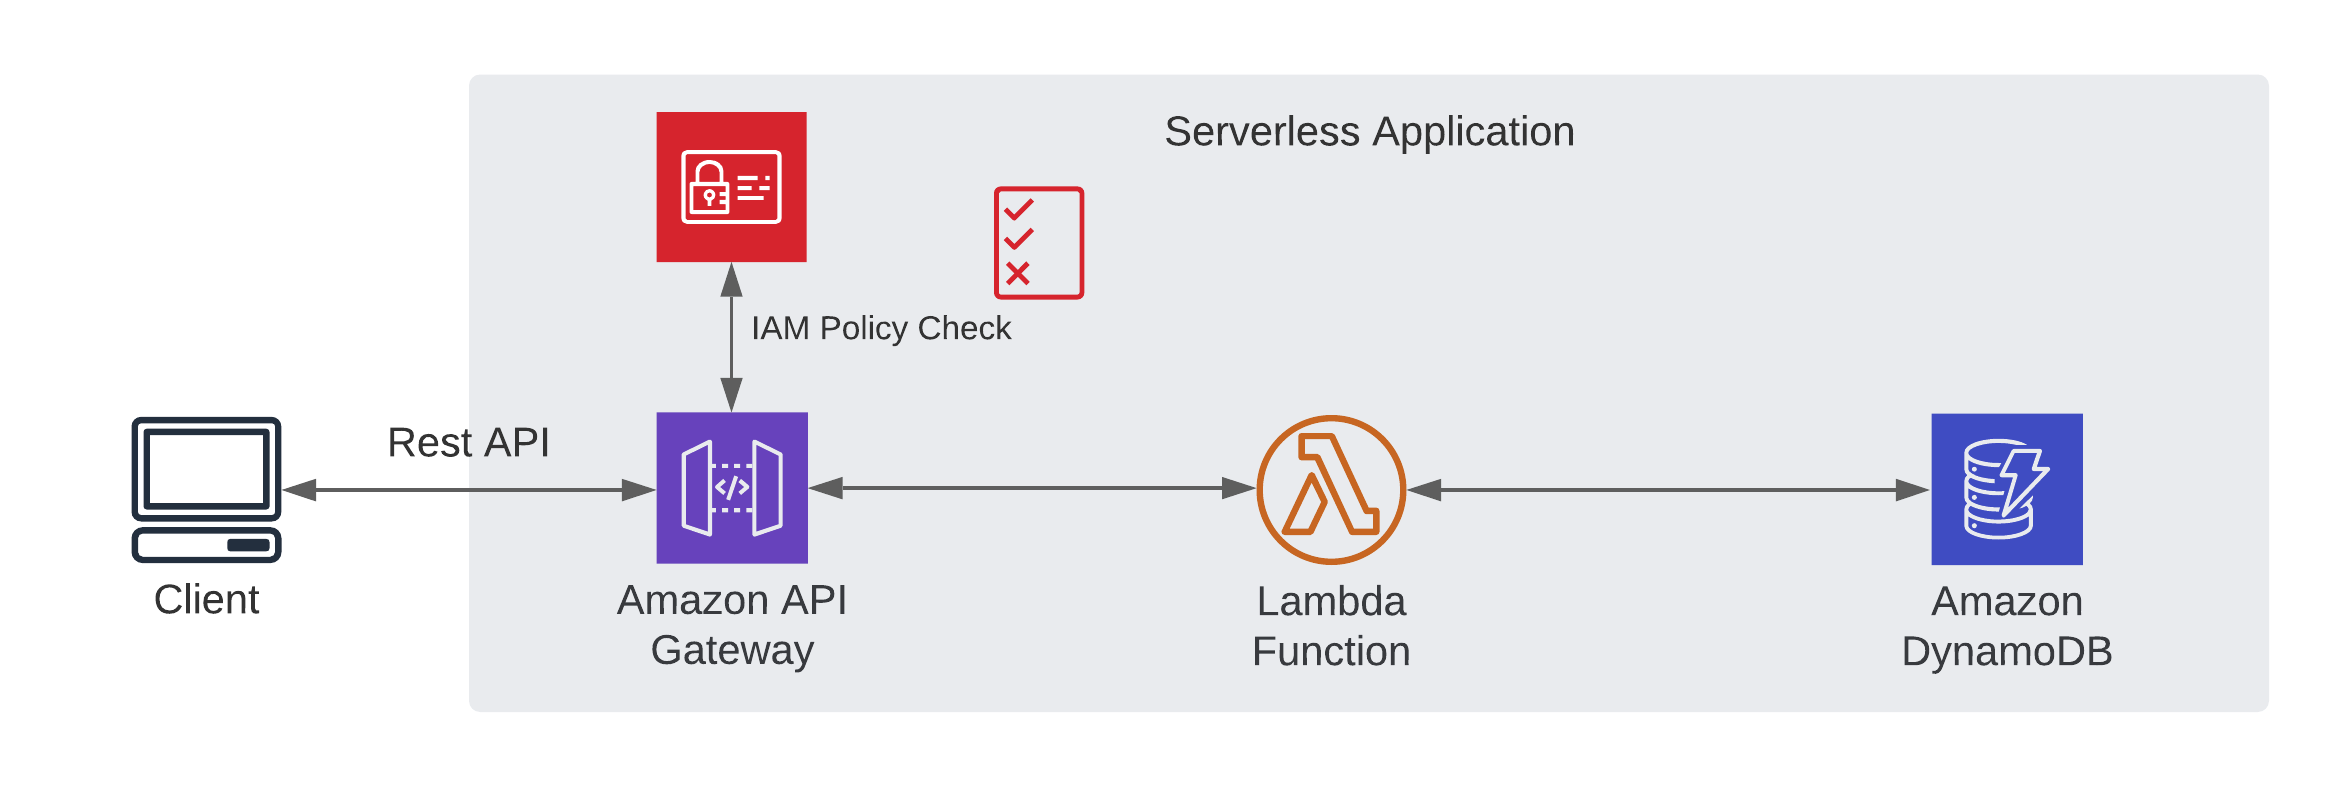 Serverless Application
IAM Policy Check
Rest API
Client
Amazon API
Gateway
Lambda
Function
Amazon
DynamoDB